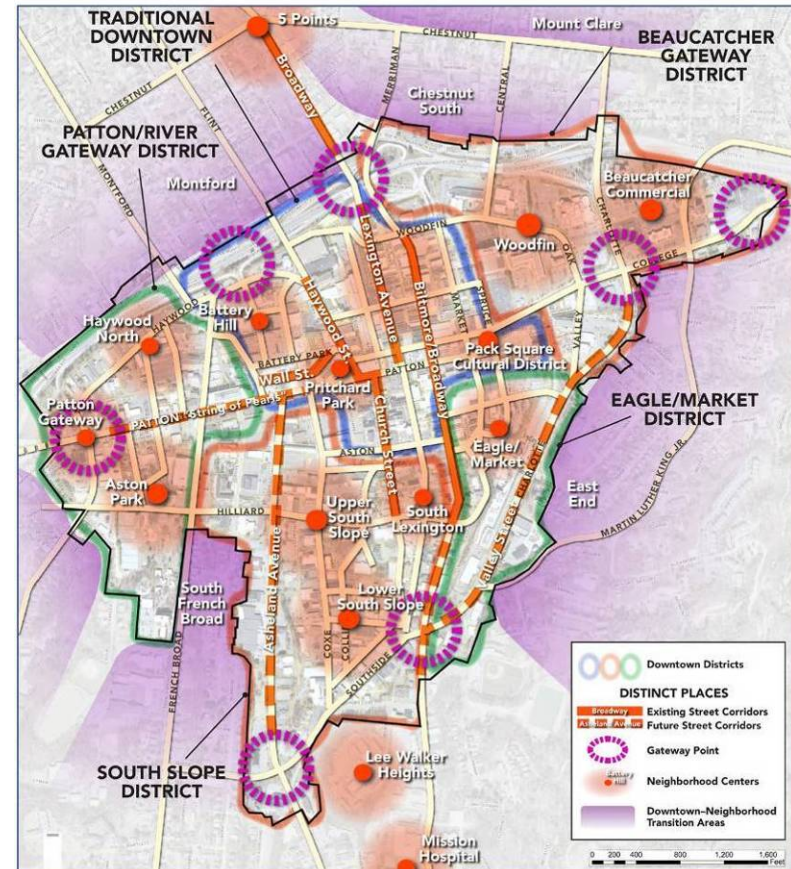 TRADITIONAL
DOWNTOWN
DISTRICT
5 Points
Mount Clare
CHESTNUT
BEAUCATCHER
GATEWAY
DISTRICT
Broadway
MERRIMAN
CENTRAL
Chestnut
South
CHESTNUT
FLINT
PATTON/RIVER
GATEWAY DISTRICT
MONTFORD
Montford
Beaucatcher
Commercial
CHARLOTTE
Lexington Avenue
WOODFIN
Woodfin
OAK
COLLEGE
HAYWOOD
Haywood
North
Battery
Hill
Haywood St.
Biltmore/Broadway
MARKET
SPRUCE
VALLEY
BATTERY PARK
Wall St.
Pritchard
Park
PATTON
Pack Square
Cultural District
Patton
Gateway
PATTON "String of Pearls"
Church Street
EAGLE/MARKET
DISTRICT
ASTON
Eagle/
Market
CHARLOTTE
Aston
Park
HILLIARD
Upper
South
Slope
South
Lexington
East
End
MARTIN LUTHER KING JR.
Valley Street
Asheland Avenue
South
French
Broad
Lower
South Slope
COXE
SOUTHSIDE
FRENCH BROAD
SOUTH SLOPE
DISTRICT
Lee Walker
Heights
Mission
Hospital
Downtown Districts
DISTINCT PLACES
Broadway
Existing Street Corridors
Asheland Avenue
Future Street Corridors
Gateway Point
Battery
Hill
Neighborhood Centers
Downtown–Neighborhood
Transition Areas
0 200 400 800 1,200 1,600
Feet